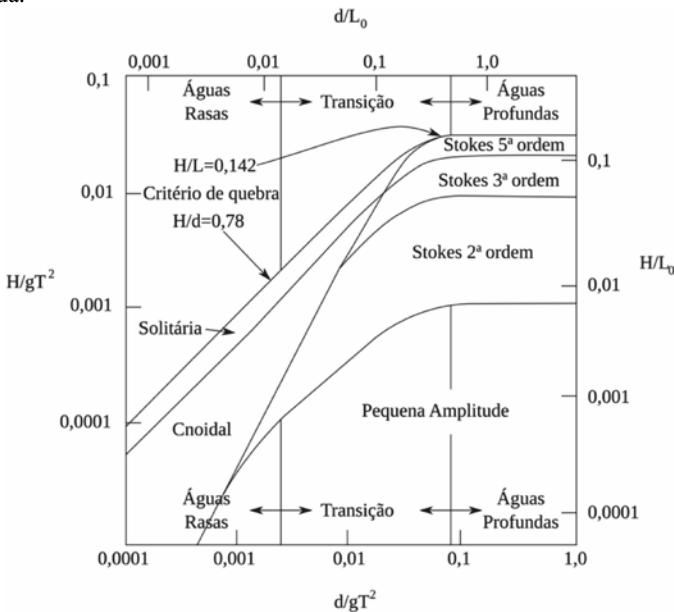 d/L₀
0,001 0,01 0,1 1,0
0,1
0,01
0,001
0,0001
H/gT²
Águas
Rasas
Transição
Águas
Profundas
H/L=0,142
Critério de quebra
H/d=0,78
Stokes 5ª ordem
Stokes 3ª ordem
Stokes 2ª ordem
Solitária
Cnoidal
Pequena Amplitude
0,1
0,01
0,001
0,0001
H/L₀
Águas
Rasas
Transição
Águas
Profundas
0,0001 0,001 0,01 0,1 1,0
d/gT²